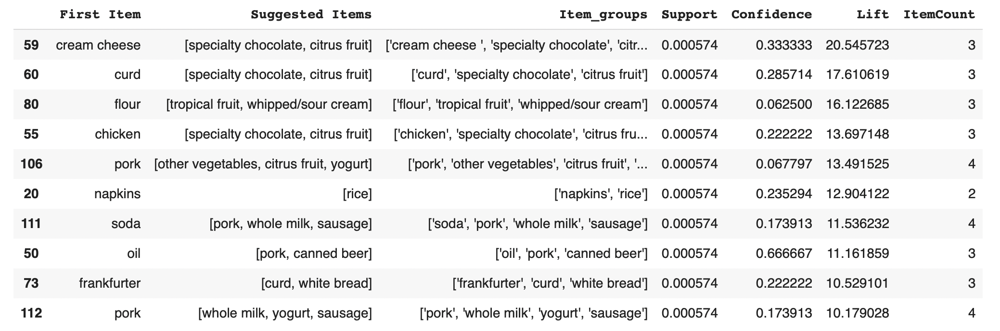 First Item Suggested Items Item_groups Support Confidence Lift ItemCount
59 cream cheese [specialty chocolate, citrus fruit] ['cream cheese ', 'specialty chocolate', 'citr... 0.000574 0.333333 20.545723 3
60 curd [specialty chocolate, citrus fruit] ['curd', 'specialty chocolate', 'citrus fruit'] 0.000574 0.285714 17.610619 3
80 flour [tropical fruit, whipped/sour cream] ['flour', 'tropical fruit', 'whipped/sour cream'] 0.000574 0.062500 16.122685 3
55 chicken [specialty chocolate, citrus fruit] ['chicken', 'specialty chocolate', 'citrus fru... 0.000574 0.222222 13.697148 3
106 pork [other vegetables, citrus fruit, yogurt] ['pork', 'other vegetables', 'citrus fruit', '... 0.000574 0.067797 13.491525 4
20 napkins [rice] ['napkins', 'rice'] 0.000574 0.235294 12.904122 2
111 soda [pork, whole milk, sausage] ['soda', 'pork', 'whole milk', 'sausage'] 0.000574 0.173913 11.536232 4
50 oil [pork, canned beer] ['oil', 'pork', 'canned beer'] 0.000574 0.666667 11.161859 3
73 frankfurter [curd, white bread] ['frankfurter', 'curd', 'white bread'] 0.000574 0.222222 10.529101 3
112 pork [whole milk, yogurt, sausage] ['pork', 'whole milk', 'yogurt', 'sausage'] 0.000574 0.173913 10.179028 4